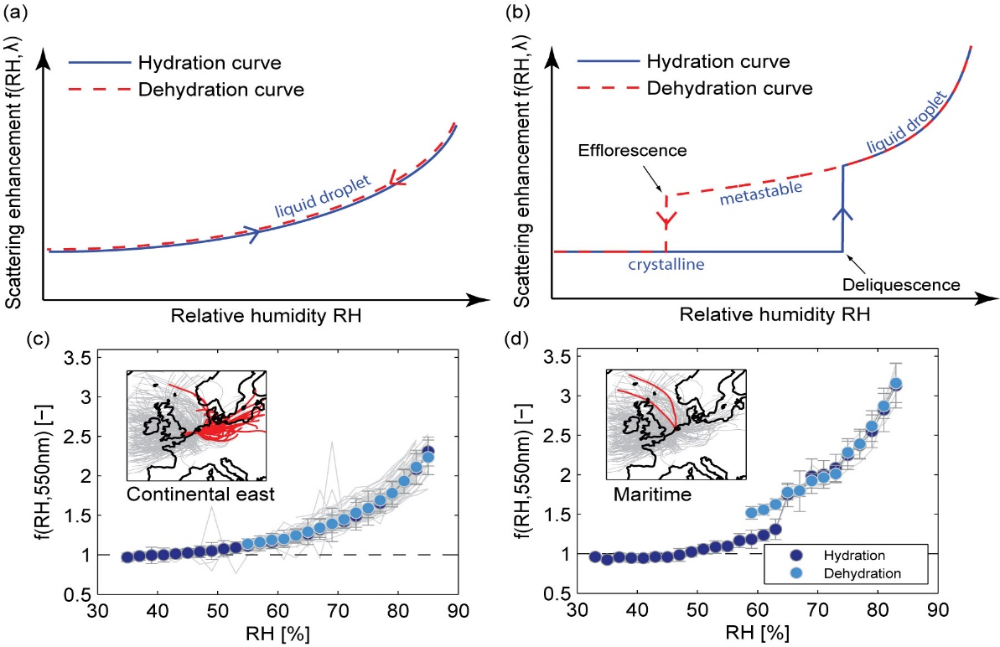 (a)
Scattering enhancement f(RH,λ)
Hydration curve
Dehydration curve
liquid droplet
Relative humidity RH
(b)
Scattering enhancement f(RH,λ)
Hydration curve
Dehydration curve
Efflorescence
liquid droplet
metastable
crystalline
Deliquescence
Relative humidity RH
(c)
f(RH,550nm) [−]
3.5
3
2.5
2
1.5
1
0.5
Continental east
30 40 50 60 70 80 90
RH [%]
(d)
f(RH,550nm) [−]
3.5
3
2.5
2
1.5
1
0.5
Maritime
Hydration
Dehydration
30 40 50 60 70 80 90
RH [%]